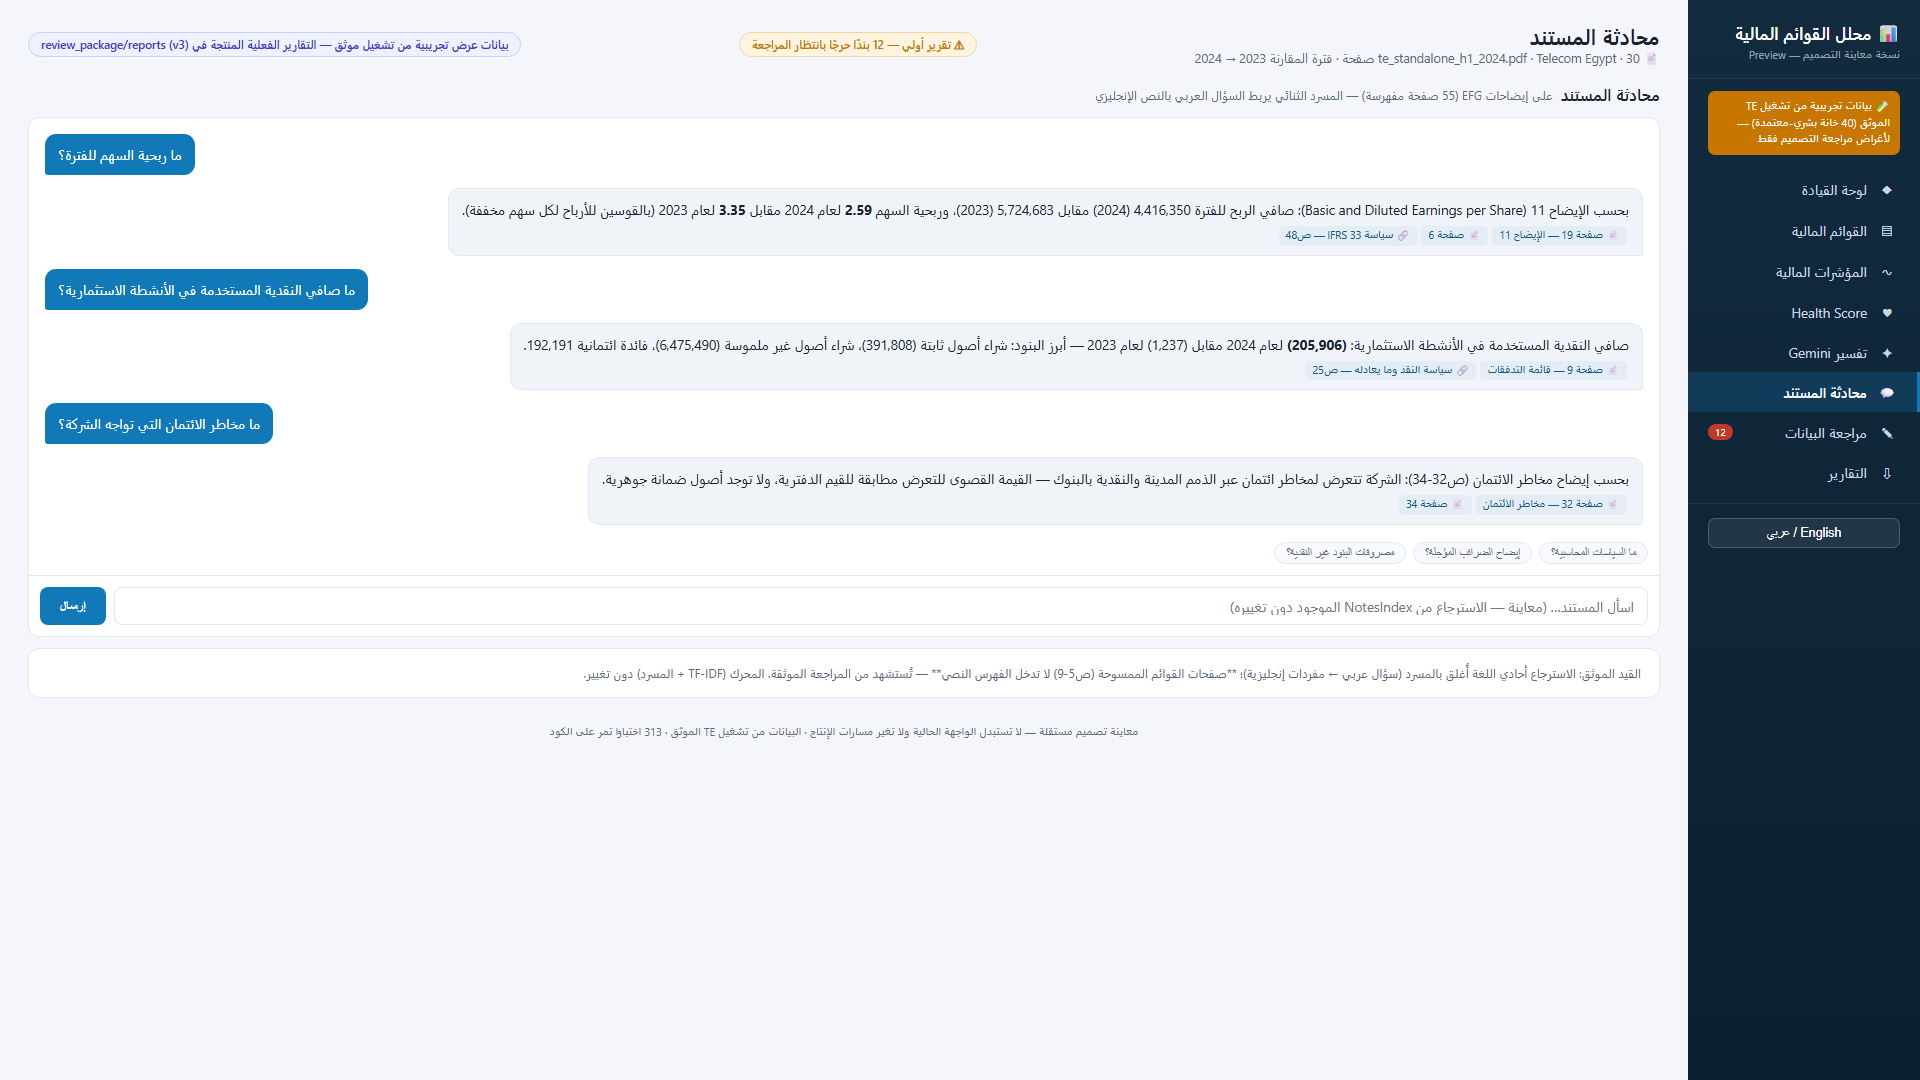 محلل القوائم المالية
نسخة معاينة التصميم — Preview
بيانات تجريبية من تشغيل TE
الموثق (40 خانة بشري-معتمدة) —
لأغراض مراجعة التصميم فقط
لوحة القيادة
القوائم المالية
المؤشرات المالية
Health Score
تفسير Gemini
محادثة المستند
مراجعة البيانات
12
التقارير
عربي / English
محادثة المستند
te_standalone_h1_2024.pdf · Telecom Egypt · 30 صفحة · فترة المقارنة 2023 → 2024
⚠ تقرير أولي — 12 بندًا حرجًا بانتظار المراجعة
بيانات عرض تجريبية من تشغيل موثق — التقارير الفعلية المنتجة في review_package/reports (v3)
محادثة المستند على إيضاحات EFG (55 صفحة مفهرسة) — المسرد الثنائي يربط السؤال العربي بالنص الإنجليزي
ما ربحية السهم للفترة؟
بحسب الإيضاح 11 (Basic and Diluted Earnings per Share): صافي الربح للفترة 4,416,350 (2024) مقابل 5,724,683 (2023)، وربحية السهم 2.59 لعام 2024 مقابل 3.35 لعام 2023 (بالقوسين للأرباح لكل سهم مخففة).
صفحة 19 — الإيضاح 11
صفحة 6
سياسة IFRS 33 — ص48
ما صافي النقدية المستخدمة في الأنشطة الاستثمارية؟
صافي النقدية المستخدمة في الأنشطة الاستثمارية: (205,906) لعام 2024 مقابل (1,237) لعام 2023 — أبرز البنود: شراء أصول ثابتة (391,808)، شراء أصول غير ملموسة (6,475,490)، فائدة ائتمانية 192,191.
صفحة 9 — قائمة التدفقات
سياسة النقد وما يعادله — ص25
ما مخاطر الائتمان التي تواجه الشركة؟
بحسب إيضاح مخاطر الائتمان (ص32-34): الشركة تتعرض لمخاطر ائتمان عبر الذمم المدينة والنقدية بالبنوك — القيمة القصوى للتعرض مطابقة للقيم الدفترية، ولا توجد أصول ضمانة جوهرية.
صفحة 32 — مخاطر الائتمان
صفحة 34
ما السياسات المحاسبية؟
إيضاح الضرائب المؤجلة؟
مصروفات البنود غير النقدية؟
اسأل المستند... (معاينة — الاسترجاع من NotesIndex الموجود دون تغييره)
إرسال
القيد الموثق: الاسترجاع أحادي اللغة أُغلق بالمسرد (سؤال عربي ← مفردات إنجليزية)؛ **صفحات القوائم الممسوحة (ص5-9) لا تدخل الفهرس النصي** — تُستشهد من المراجعة الموثقة. المحرك (TF-IDF + المسرد) دون تغيير.
معاينة تصميم مستقلة — لا تستبدل الواجهة الحالية ولا تغير مسارات الإنتاج · البيانات من تشغيل TE الموثق · 313 اختبارًا تمر على الكود